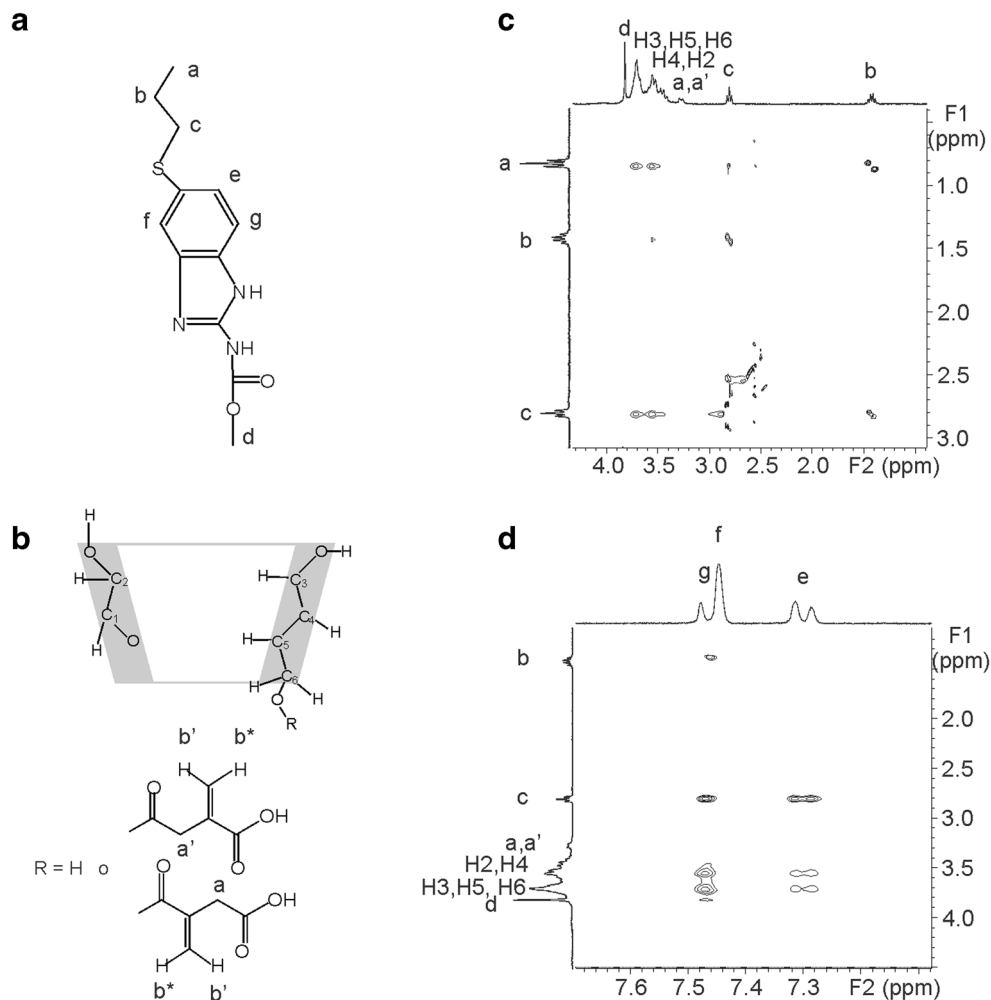 a
a
b
c
S
e
f
g
N H
N
NH
O
O
d
b
H
O
H
C2
C1
H
O
O H
H
C3
C4
H
H
C5
H
C6
H
O
R
b' b*
H H
O
OH
a'
O
R = H o
O
a
OH
O
H H
b* b'
c
d
H3,H5,H6
H4,H2
a,a'
c
b
F1
(ppm)
a
1.0
b
1.5
2.0
2.5
c
3.0
4.0 3.5 3.0 2.5 2.0 F2 (ppm)
d
f
g
e
F1
(ppm)
b
2.0
2.5
c
3.0
a,a'
H2,H4
3.5
H3,H5, H6
d
4.0
7.6 7.5 7.4 7.3 F2 (ppm)